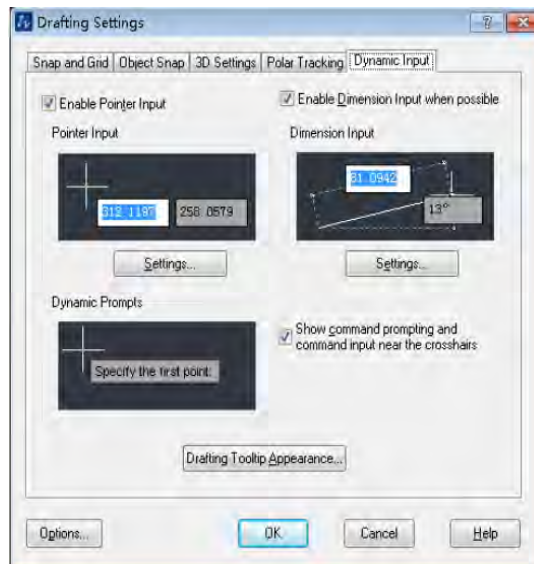 Drafting Settings
Snap and Grid Object Snap 3D Settings Polar Tracking Dynamic Input
Enable Pointer Input
Enable Dimension Input when possible
Pointer Input
Dimension Input
312.1197 258.0579
81.0942
13°
Settings...
Settings...
Dynamic Prompts
Specify the first point:
Show command prompting and
command input near the crosshairs
Drafting Tooltip Appearance...
Options...
OK
Cancel
Help